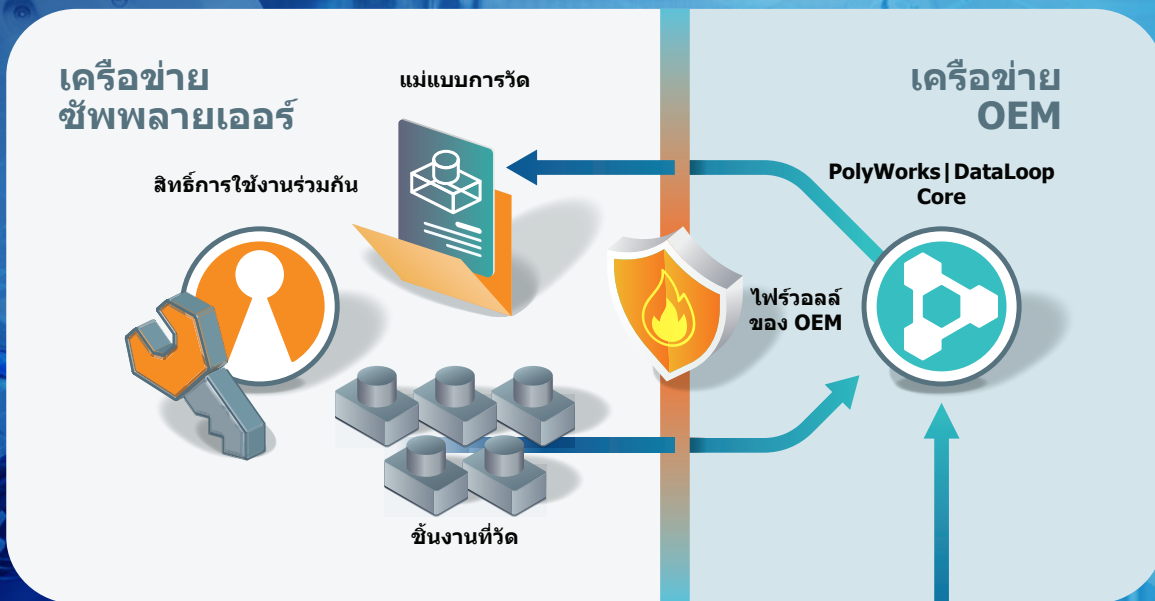 เครือข่าย
ซัพพลายเออร์
แม่แบบการวัด
เครือข่าย
OEM
สิทธิ์การใช้งานร่วมกัน
PolyWorks|DataLoop
Core
ไฟร์วอลล์
ของ OEM
ชิ้นงานที่วัด